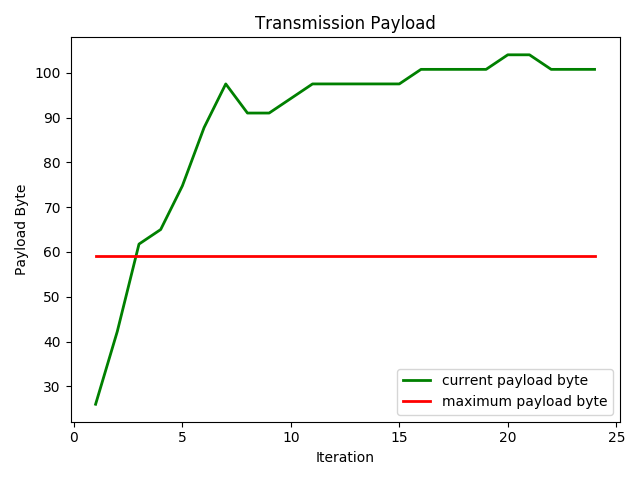 Transmission Payload
Payload Byte
100
90
80
70
60
50
40
30
0
5
10
15
20
25
Iteration
current payload byte
maximum payload byte